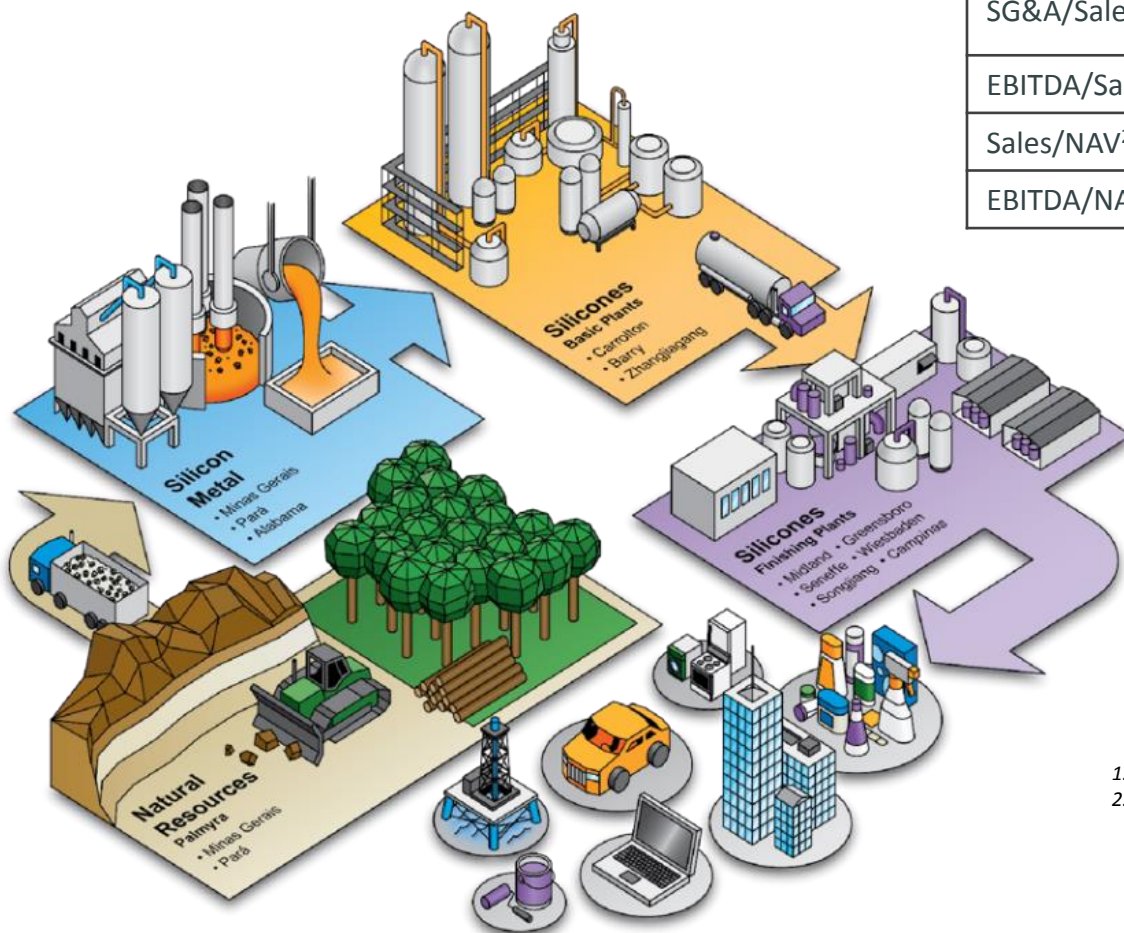 SG&A/Sale
EBITDA/Sa
Sales/NAV²
EBITDA/NA
Silicones
Basic Plants
• Carrollton
• Barry
• Zhangjiagang
Silicon
Metal
• Minas Gerais
• Pará
• Alabama
Silicones
Finishing Plants
• Midland • Greensboro
• Seneffe • Wiesbaden
• Songjiang • Campinas
Natural
Resources
Palmyra
• Minas Gerais
• Pará
1.
2.